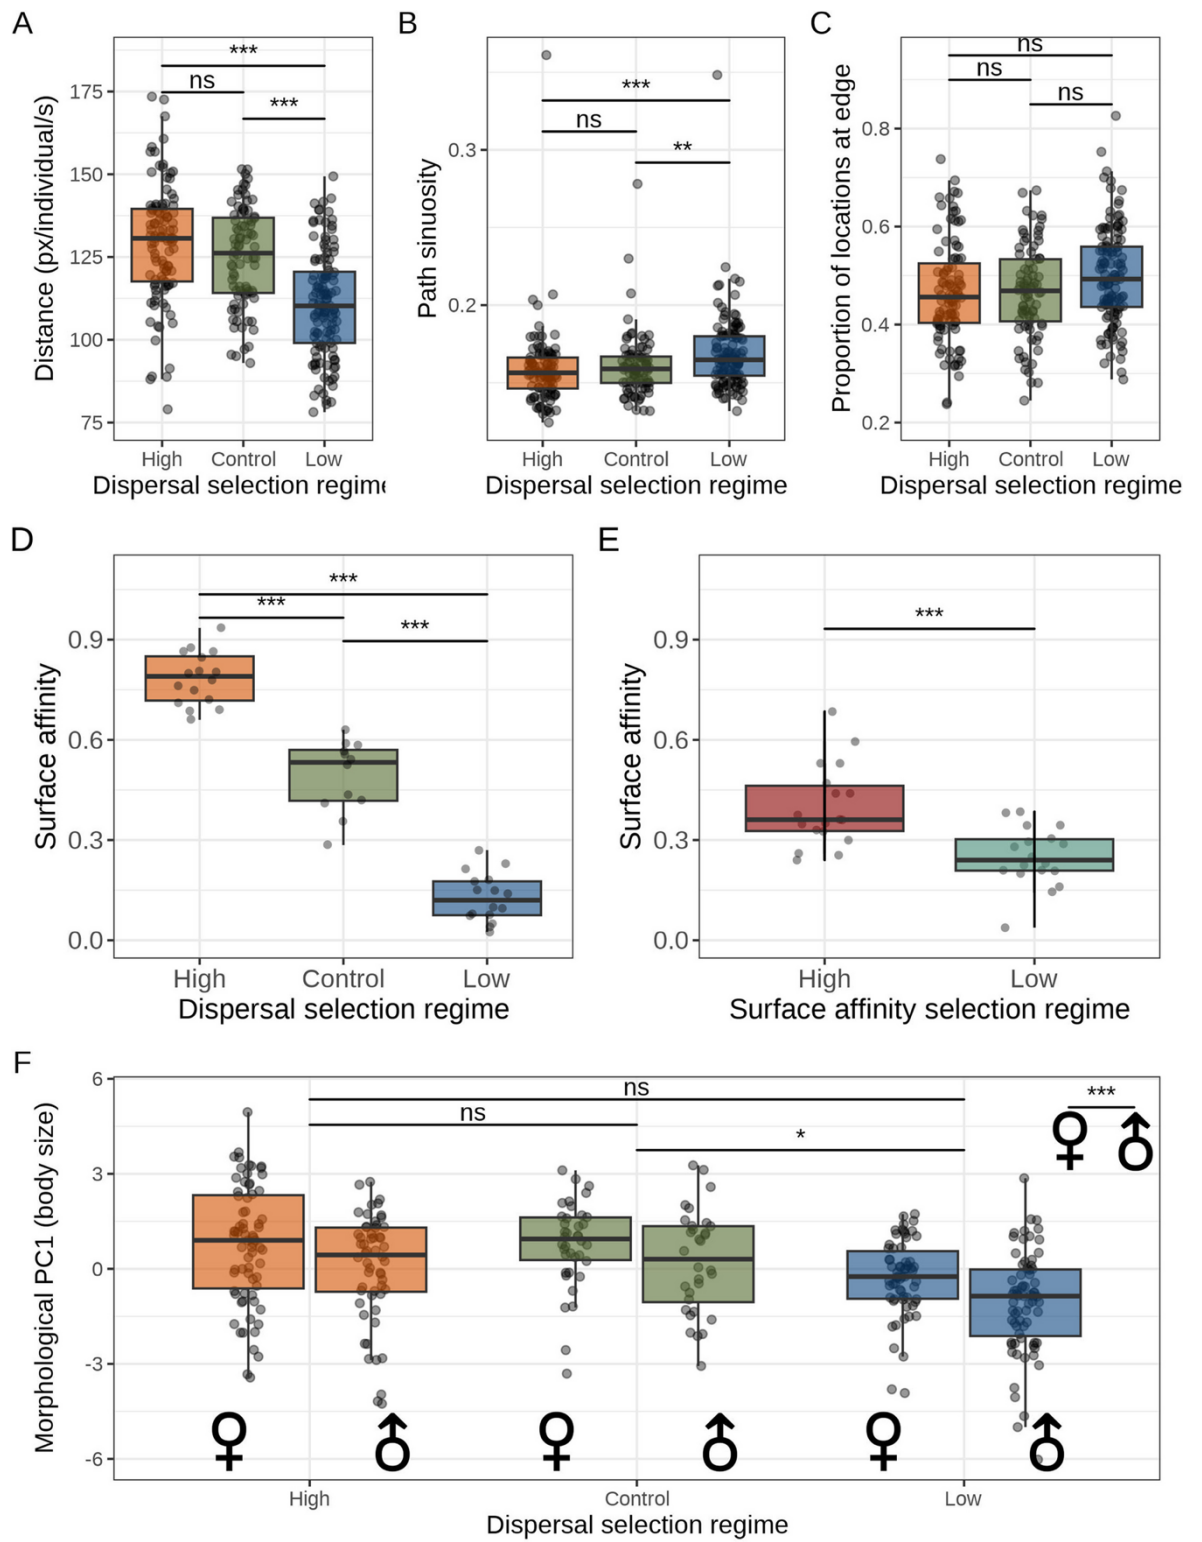 A
Distance (px/individual/s)
175
150
125
100
75
***
ns
***
High Control Low
Dispersal selection regime
B
Path sinuosity
0.3
0.2
***
ns
**
High Control Low
Dispersal selection regime
C
Proportion of locations at edge
0.8
0.6
0.4
0.2
ns
ns
ns
High Control Low
Dispersal selection regime
D
Surface affinity
0.9
0.6
0.3
0.0
***
***
***
High Control Low
Dispersal selection regime
E
Surface affinity
0.9
0.6
0.3
0.0
***
High Low
Surface affinity selection regime
F
Morphological PC1 (body size)
6
3
0
-3
-6
ns
ns
*
***
♀ ♂
♀ ♂ ♀ ♂ ♀ ♂
High Control Low
Dispersal selection regime